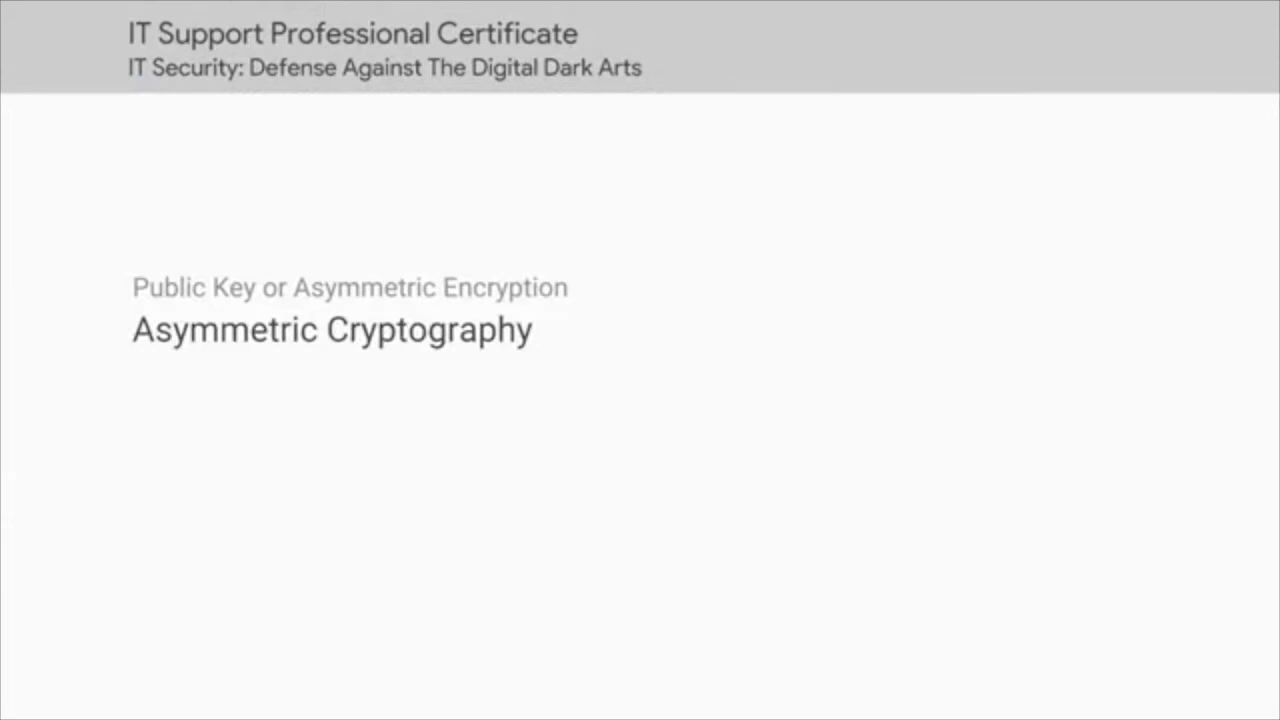 IT Support Professional Certificate
IT Security: Defense Against The Digital Dark Arts
Public Key or Asymmetric Encryption
Asymmetric Cryptography